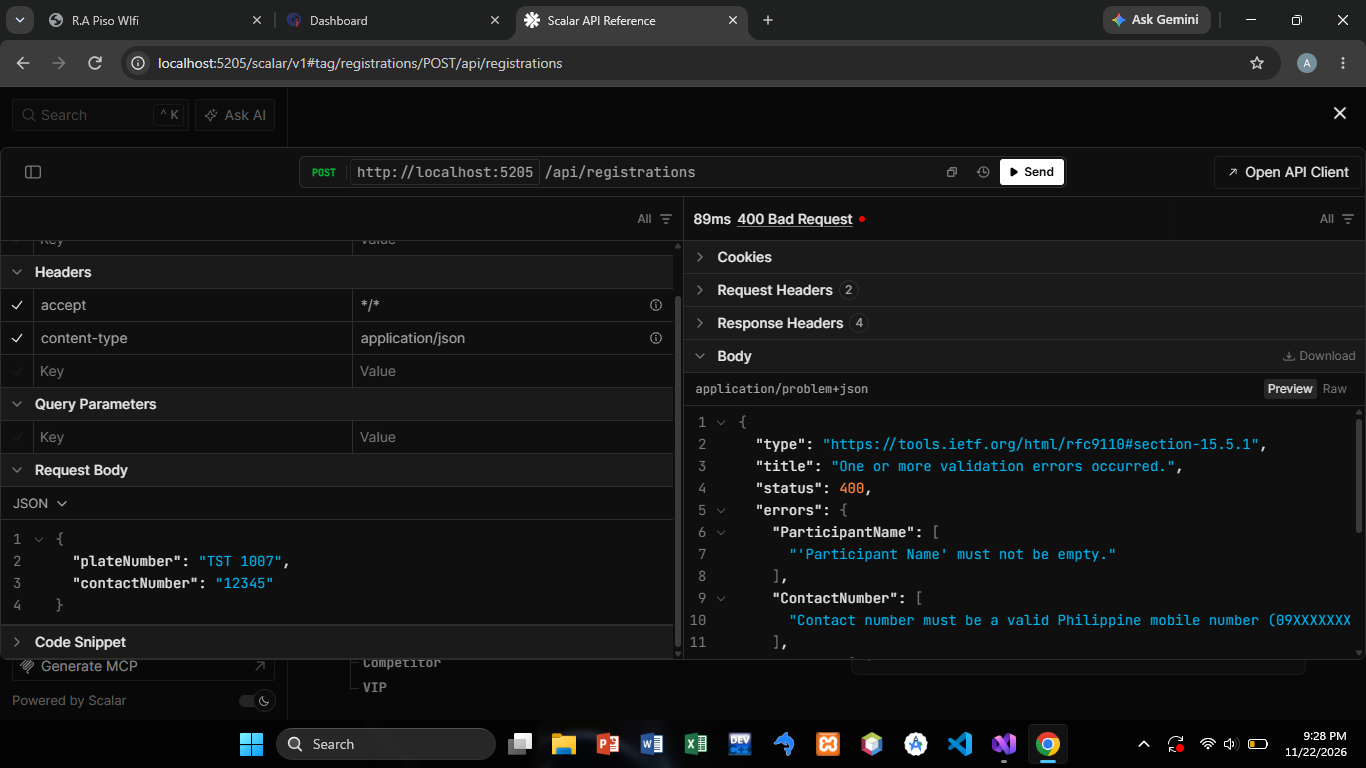 R.A Piso WIfi
Dashboard
Scalar API Reference
Ask Gemini
localhost:5205/scalar/v1#tag/registrations/POST/api/registrations
A
Search
^ K
Ask AI
POST
http://localhost:5205
/api/registrations
Send
Open API Client
All
89ms 400 Bad Request
All
Key Value
Headers
accept */*
content-type application/json
Key Value
Query Parameters
Key Value
Request Body
JSON
1 {
2 "plateNumber": "TST 1007",
3 "contactNumber": "12345"
4 }
Code Snippet
Cookies
Request Headers 2
Response Headers 4
Body
Download
application/problem+json
Preview Raw
1 {
2 "type": "https://tools.ietf.org/html/rfc9110#section-15.5.1",
3 "title": "One or more validation errors occurred.",
4 "status": 400,
5 "errors": {
6 "ParticipantName": [
7 "'Participant Name' must not be empty."
8 ],
9 "ContactNumber": [
10 "Contact number must be a valid Philippine mobile number (09XXXXXXX
11 ],
Generate MCP
Competitor
VIP
Powered by Scalar
Search
DEV
9:28 PM
11/22/2026